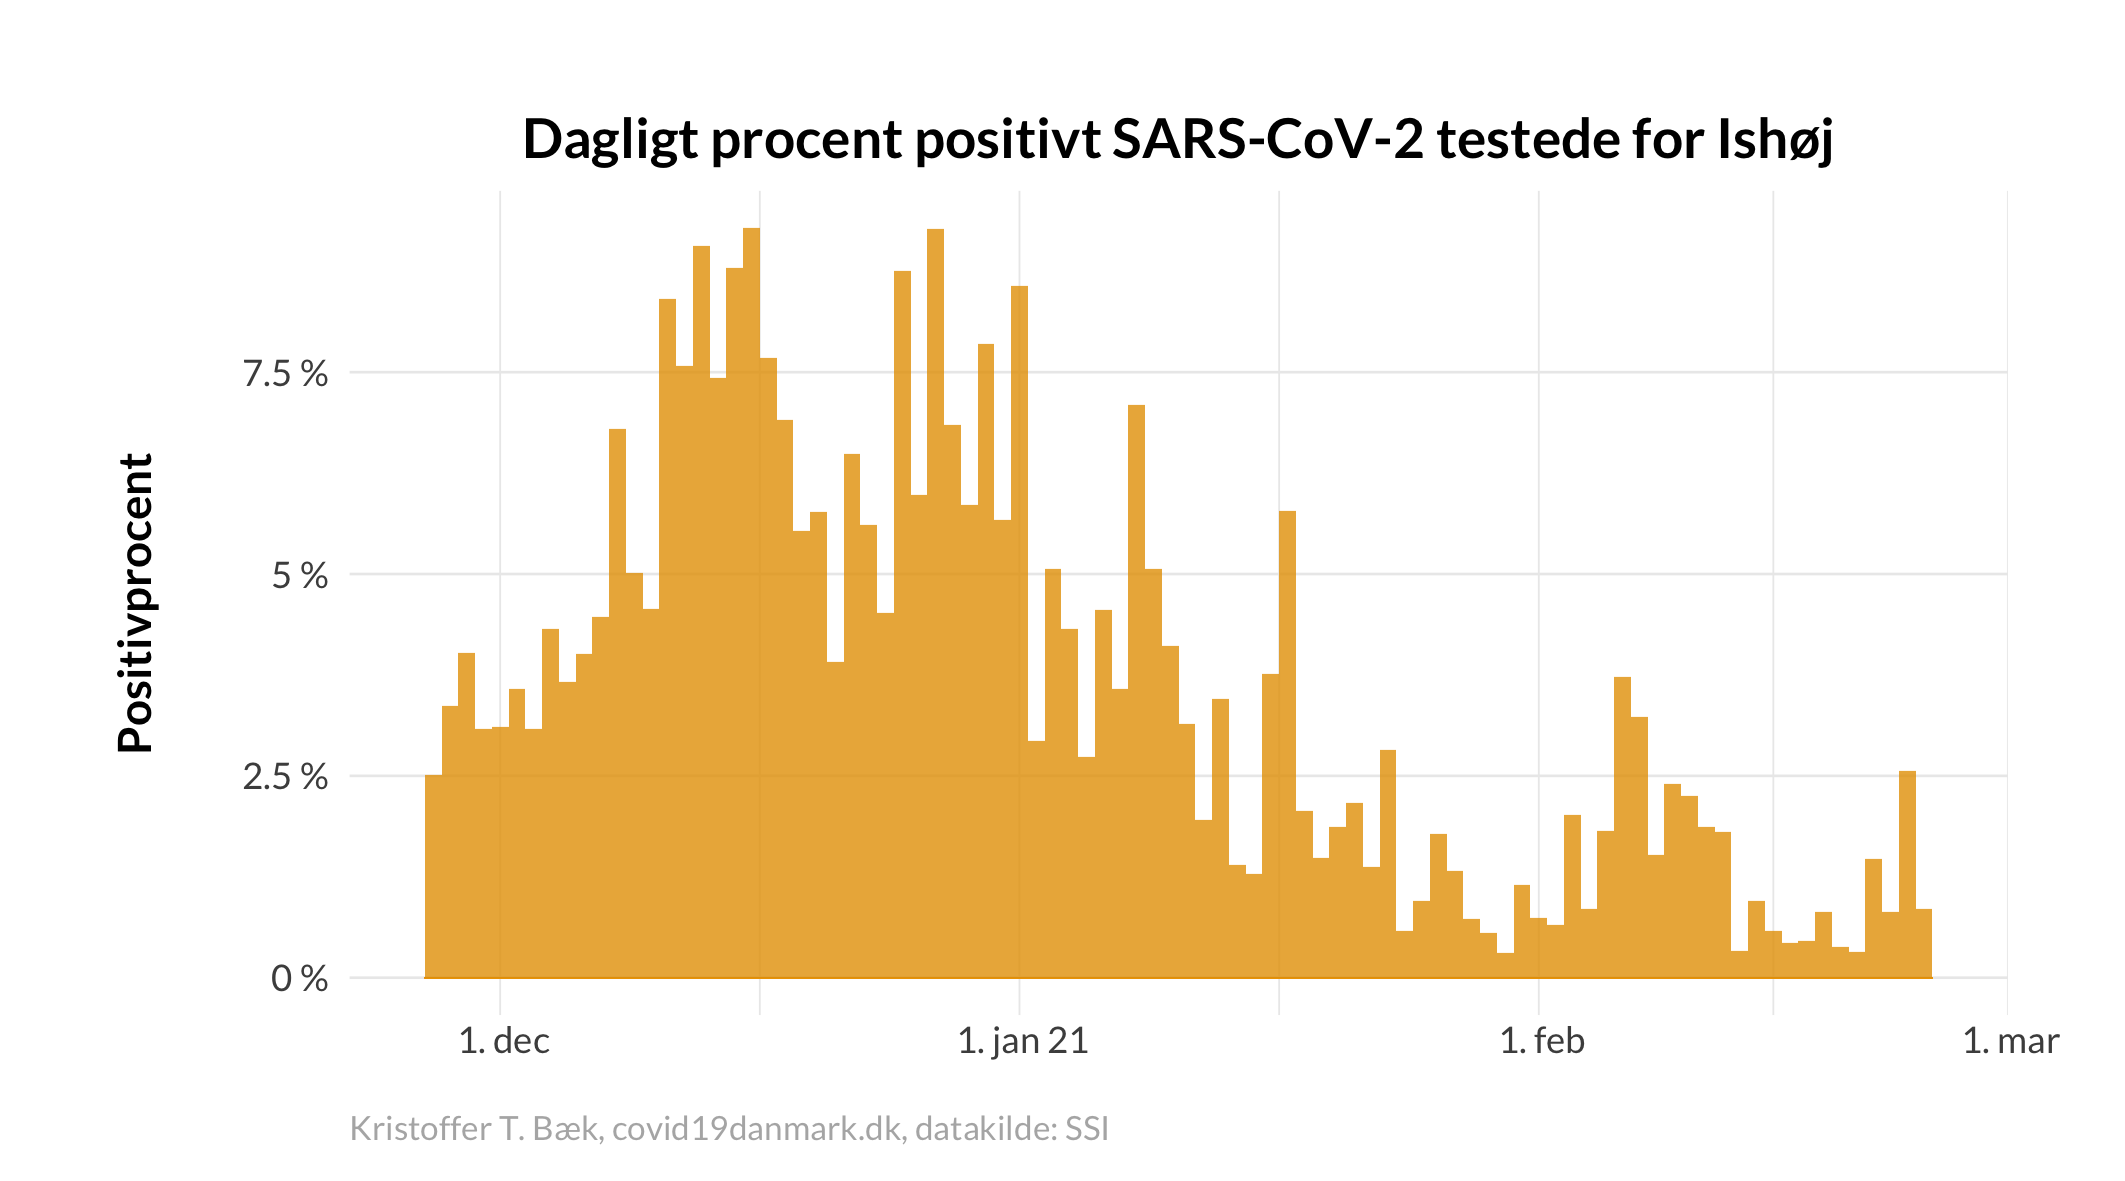 Dagligt procent positivt SARS-CoV-2 testede for Ishøj
Positivprocent
7.5 %
5 %
2.5 %
0 %
1. dec
1. jan 21
1. feb
1. mar
Kristoffer T. Bæk, covid19danmark.dk, datakilde: SSI